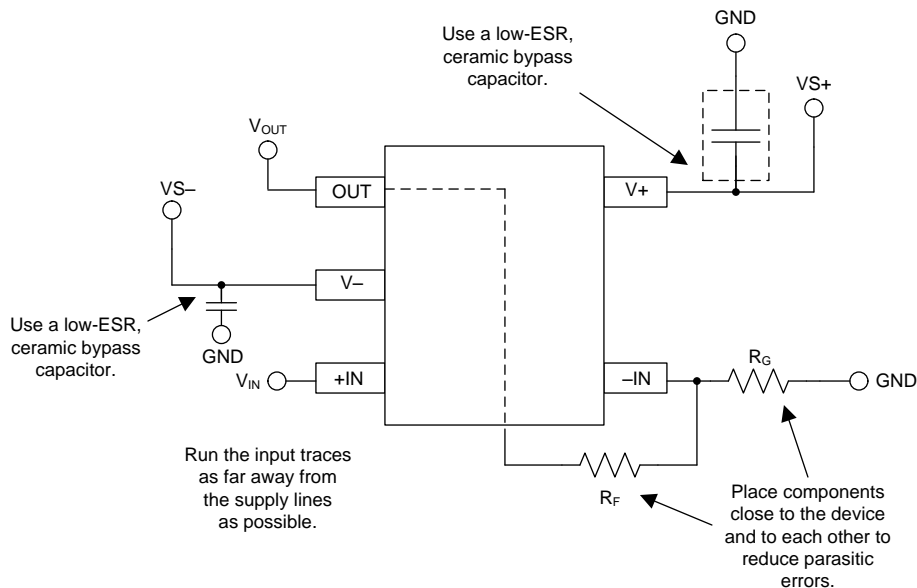 Use a low-ESR,
ceramic bypass
capacitor.
GND
VS+
VOUT
VS–
OUT
V+
V–
Use a low-ESR,
ceramic bypass
capacitor.
GND
VIN
+IN
–IN
RG
GND
Run the input traces
as far away from
the supply lines
as possible.
RF
Place components
close to the device
and to each other to
reduce parasitic
errors.